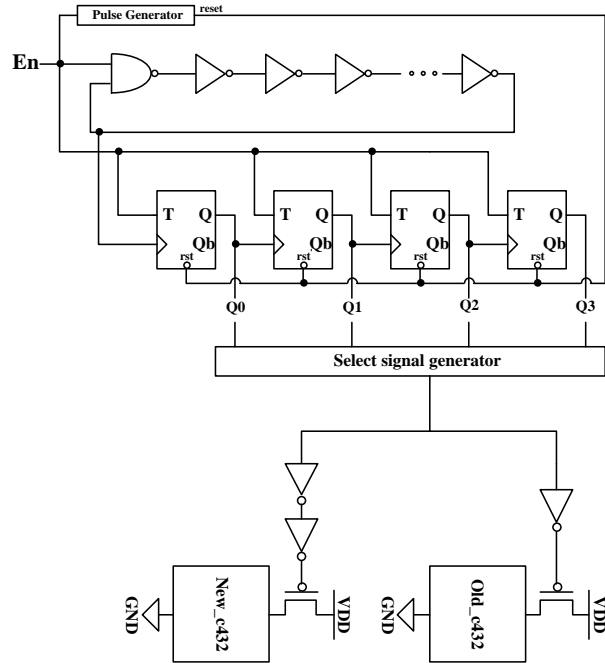 Pulse Generator
reset
En
T Q
Qb
rst
T Q
Qb
rst
T Q
Qb
rst
T Q
Qb
rst
Q0
Q1
Q2
Q3
Select signal generator
GND
New_c432
VDD
GND
Old_c432
VDD